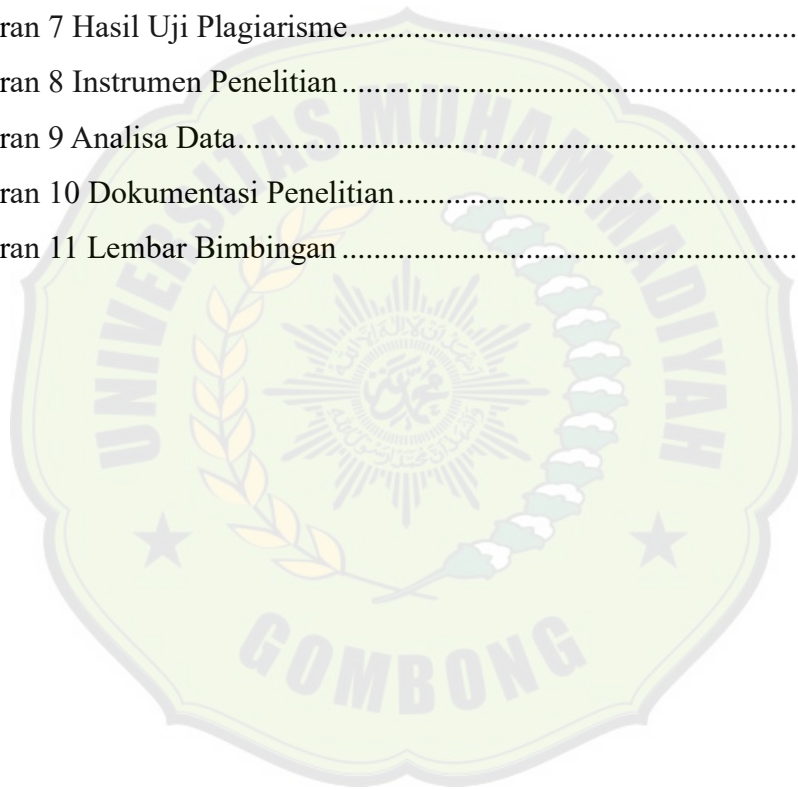 ran 7 Hasil Uji Plagiarisme................................................................
ran 8 Instrumen Penelitian................................................................
ran 9 Analisa Data................................................................
ran 10 Dokumentasi Penelitian................................................................
ran 11 Lembar Bimbingan................................................................
UNIVERSITAS MUHAMMADIYAH
GOMBONG